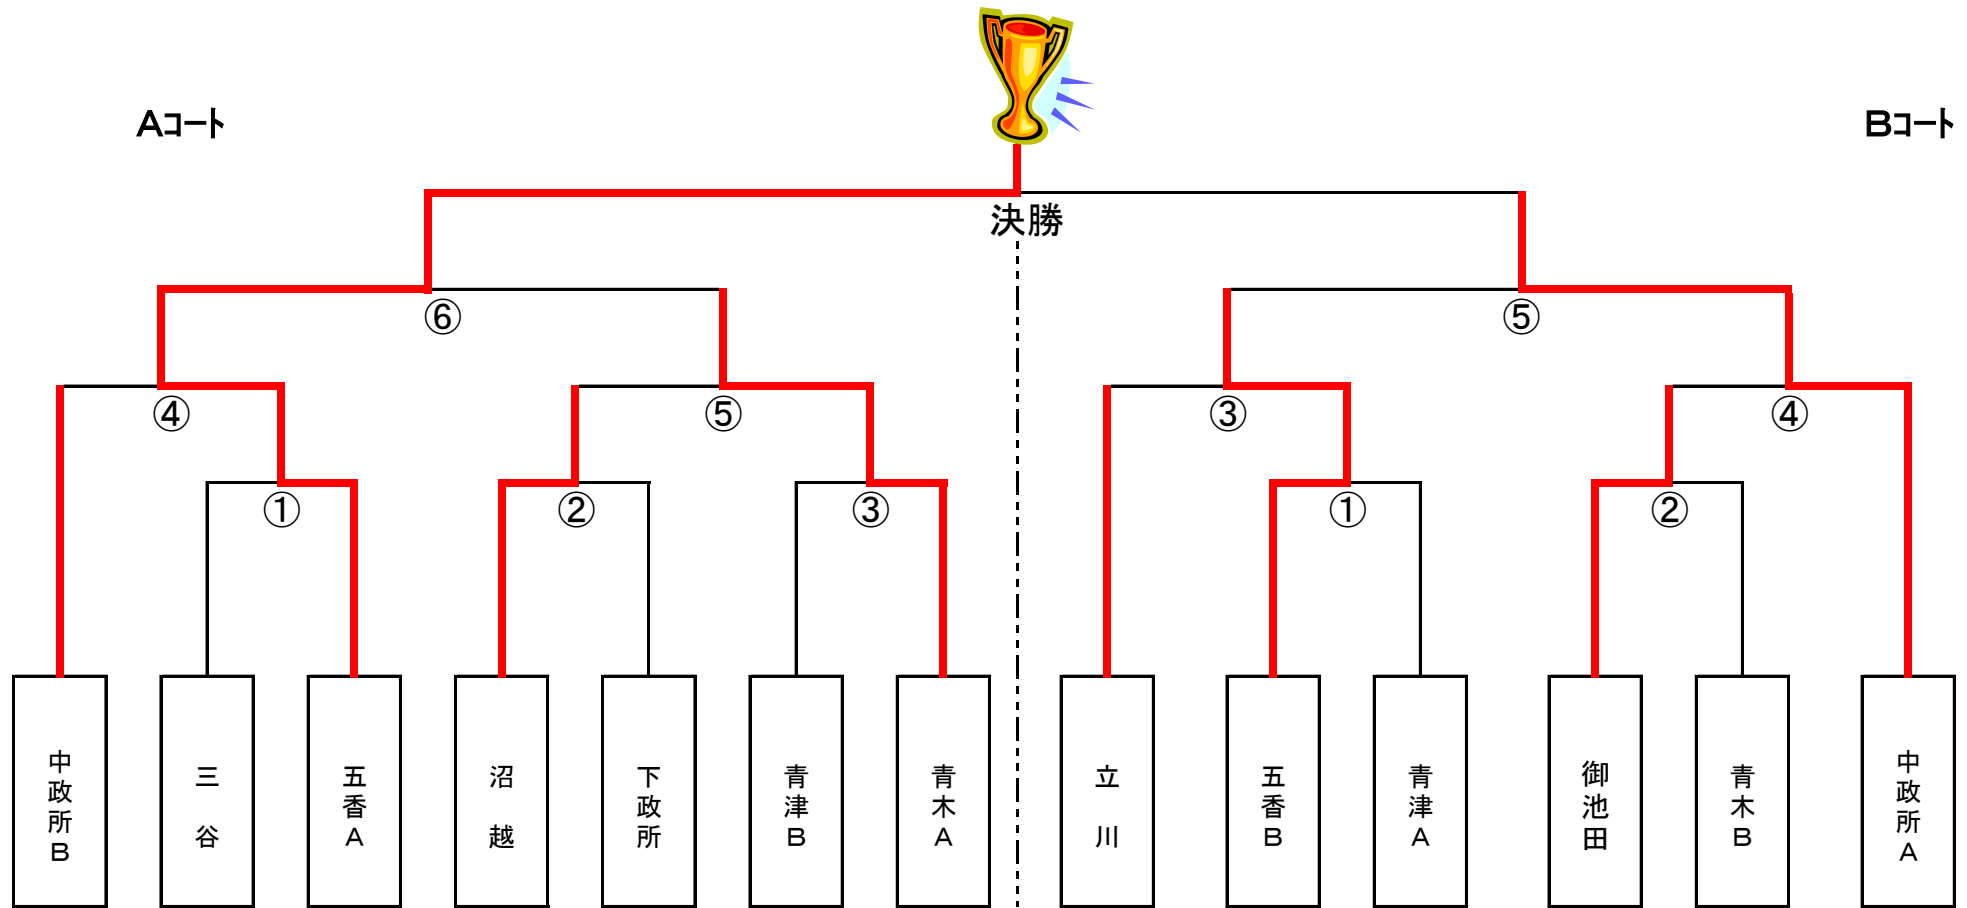 Aコート
Bコート
決勝
⑥
⑤
④
⑤
③
④
①
②
③
①
②
中政所B
三谷
五香A
沼越
下政所
青津B
青木A
立川
五香B
青津A
御池田
青木B
中政所A